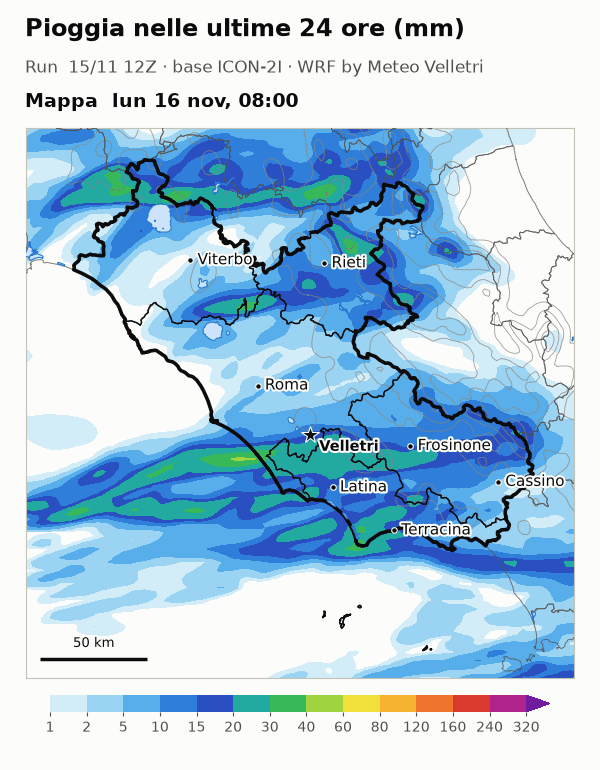 Pioggia nelle ultime 24 ore (mm)
Run  15/11 12Z · base ICON-2I · WRF by Meteo Velletri
Mappa  lun 16 nov, 08:00
Viterbo
Rieti
Roma
Velletri
Frosinone
Cassino
Latina
Terracina
50 km
1 2 5 10 15 20 30 40 60 80 120 160 240 320